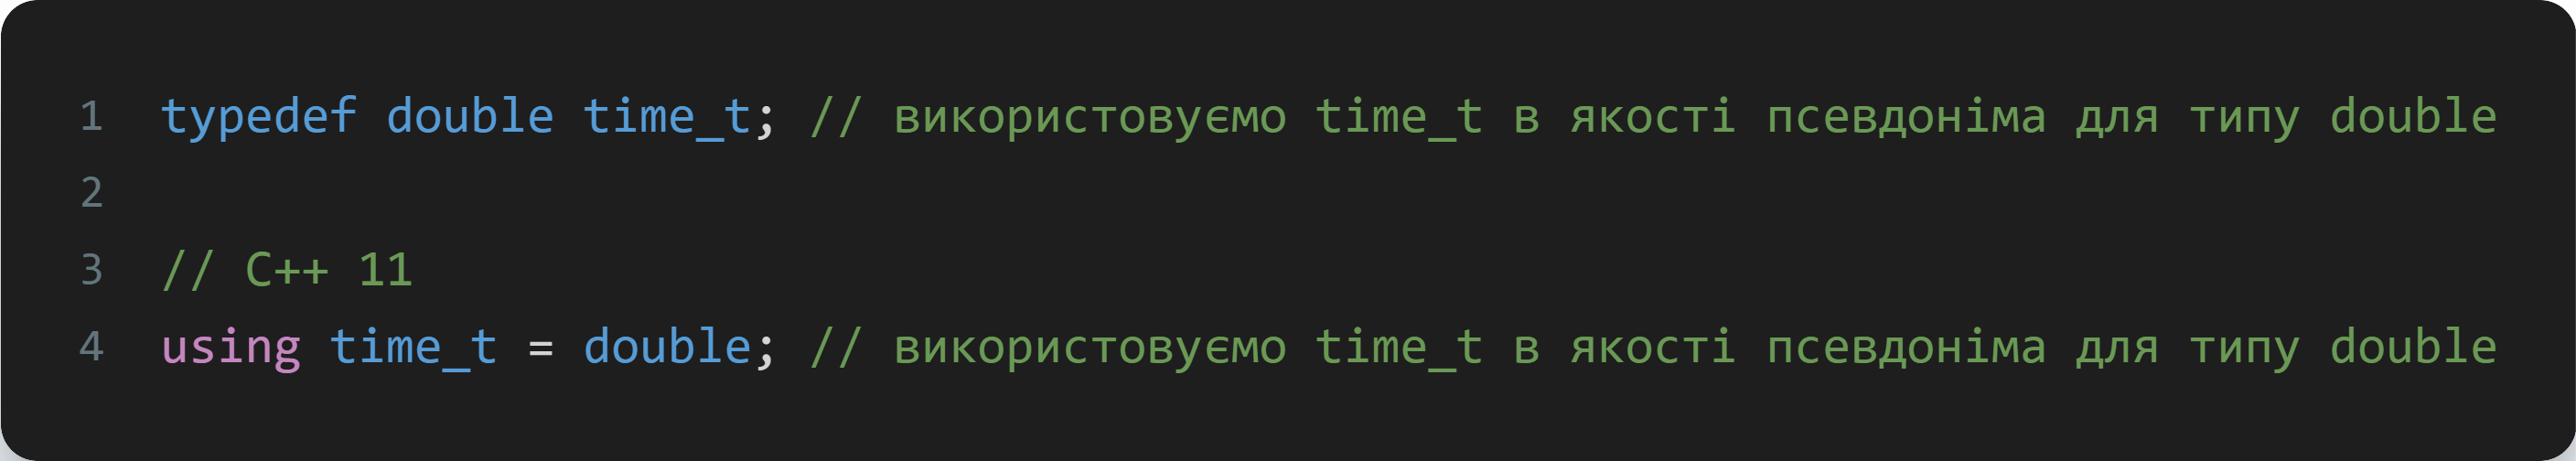 1 typedef double time_t; // використовуємо time_t в якості псевдоніма для типу double
2
3 // C++ 11
4 using time_t = double; // використовуємо time_t в якості псевдоніма для типу double